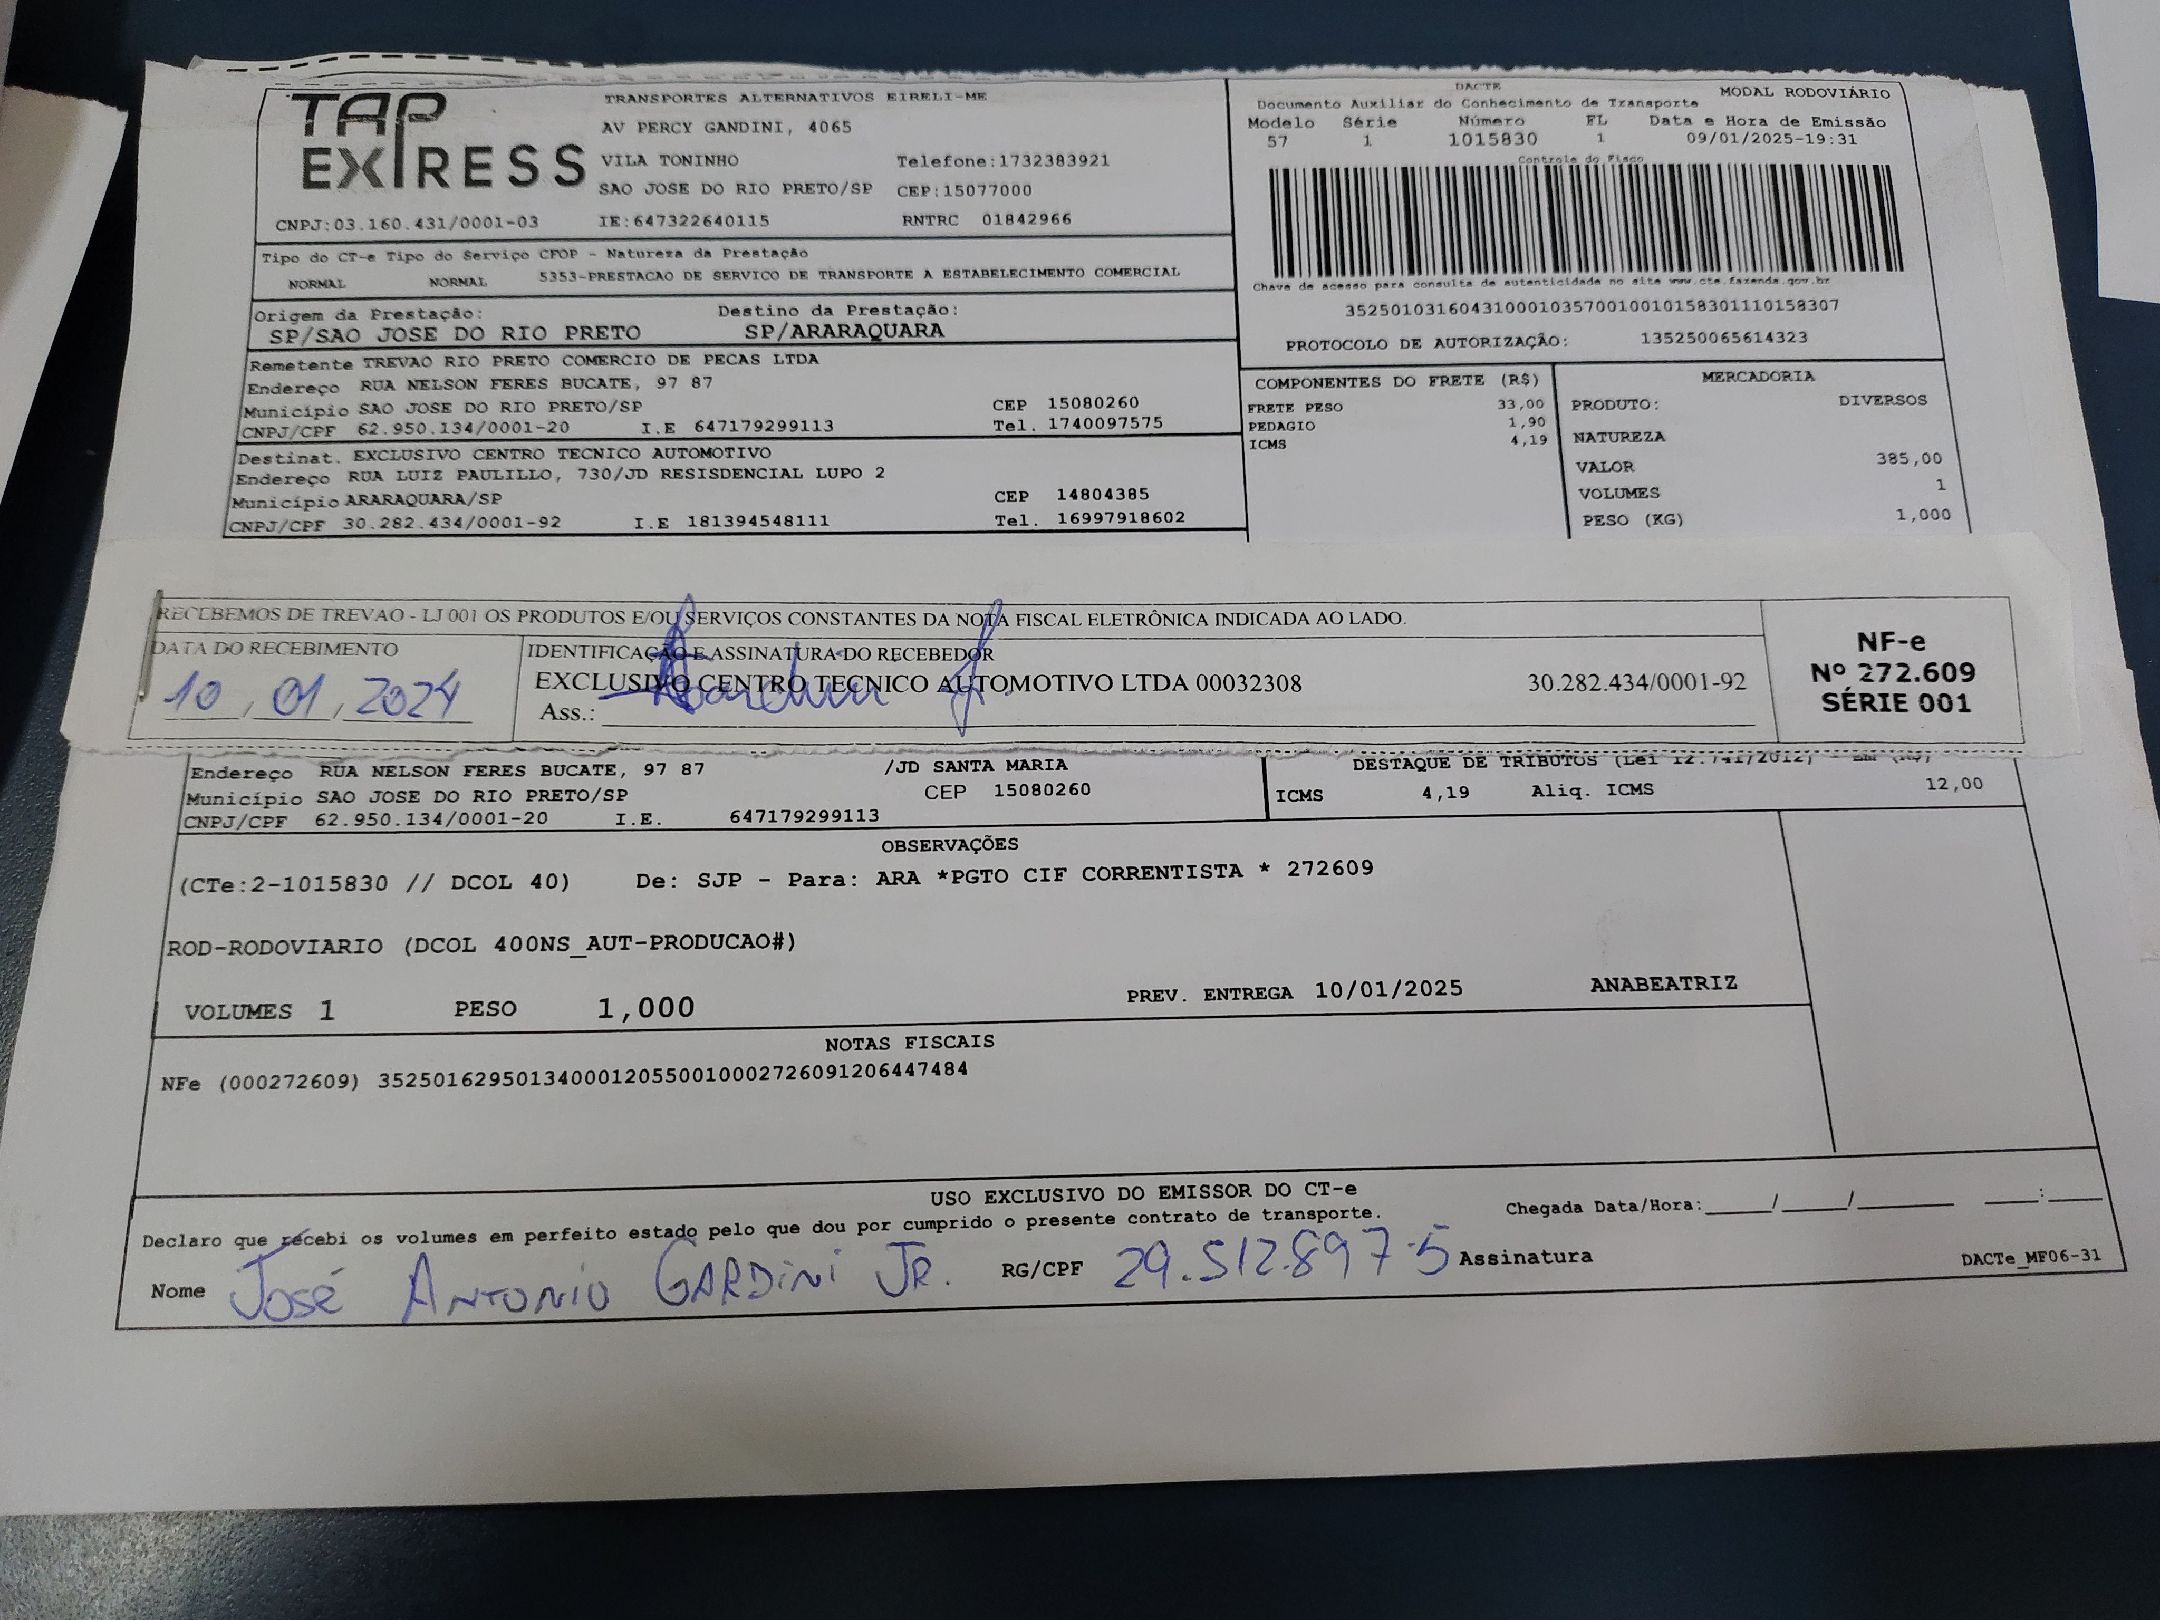 TAP EXPRESS
TRANSPORTES ALTERNATIVOS EIRELI-ME
AV PERCY GANDINI, 4065
VILA TONINHO Telefone:1732383921
SAO JOSE DO RIO PRETO/SP CEP:15077000
CNPJ:03.160.431/0001-03 IE:647322640115 RNTRC 01842966
DACTE MODAL RODOVIÁRIO
Documento Auxiliar do Conhecimento de Transporte
Modelo Série Número FL Data e Hora de Emissão
57 1 1015830 1 09/01/2025-19:31
Controle do Fisco
Chave de acesso para consulta de autenticidade no site www.cte.fazenda.gov.br
35250103160431000103570010010158301110158307
PROTOCOLO DE AUTORIZAÇÃO: 135250065614323
Tipo do CT-e Tipo do Serviço CFOP - Natureza da Prestação
NORMAL NORMAL 5353-PRESTACAO DE SERVICO DE TRANSPORTE A ESTABELECIMENTO COMERCIAL
Origem da Prestação: Destino da Prestação:
SP/SAO JOSE DO RIO PRETO SP/ARARAQUARA
Remetente TREVAO RIO PRETO COMERCIO DE PECAS LTDA
Endereço RUA NELSON FERES BUCATE, 97 87
Município SAO JOSE DO RIO PRETO/SP CEP 15080260
CNPJ/CPF 62.950.134/0001-20 I.E 647179299113 Tel. 1740097575
Destinat. EXCLUSIVO CENTRO TECNICO AUTOMOTIVO
Endereço RUA LUIZ PAULILLO, 730/JD RESISDENCIAL LUPO 2
Município ARARAQUARA/SP CEP 14804385
CNPJ/CPF 30.282.434/0001-92 I.E 181394548111 Tel. 16997918602
COMPONENTES DO FRETE (R$)
FRETE PESO 33,00
PEDAGIO 1,90
ICMS 4,19
MERCADORIA
PRODUTO: DIVERSOS
NATUREZA
VALOR 385,00
VOLUMES 1
PESO (KG) 1,000
RECEBEMOS DE TREVAO - LJ 001 OS PRODUTOS E/OU SERVIÇOS CONSTANTES DA NOTA FISCAL ELETRÔNICA INDICADA AO LADO.
DATA DO RECEBIMENTO IDENTIFICAÇÃO E ASSINATURA DO RECEBEDOR
10, 01, 2024 EXCLUSIVO CENTRO TECNICO AUTOMOTIVO LTDA 00032308 30.282.434/0001-92
Ass.:
NF-e
Nº 272.609
SÉRIE 001
Endereço RUA NELSON FERES BUCATE, 97 87 /JD SANTA MARIA
Município SAO JOSE DO RIO PRETO/SP CEP 15080260
CNPJ/CPF 62.950.134/0001-20 I.E. 647179299113
DESTAQUE DE TRIBUTOS (Lei 12.741/2012) - EM (R$)
ICMS 4,19 Aliq. ICMS 12,00
OBSERVAÇÕES
(CTe:2-1015830 // DCOL 40) De: SJP - Para: ARA *PGTO CIF CORRENTISTA * 272609
ROD-RODOVIARIO (DCOL 400NS_AUT-PRODUCAO#)
VOLUMES 1 PESO 1,000 PREV. ENTREGA 10/01/2025 ANABEATRIZ
NOTAS FISCAIS
NFe (000272609) 35250162950134000120550010002726091206447484
USO EXCLUSIVO DO EMISSOR DO CT-e
Declaro que recebi os volumes em perfeito estado pelo que dou por cumprido o presente contrato de transporte. Chegada Data/Hora:_____/_____/_______ ____:____
Nome José Antonio Gardini Jr. RG/CPF 29.512.897-5 Assinatura DACTe_MF06-31